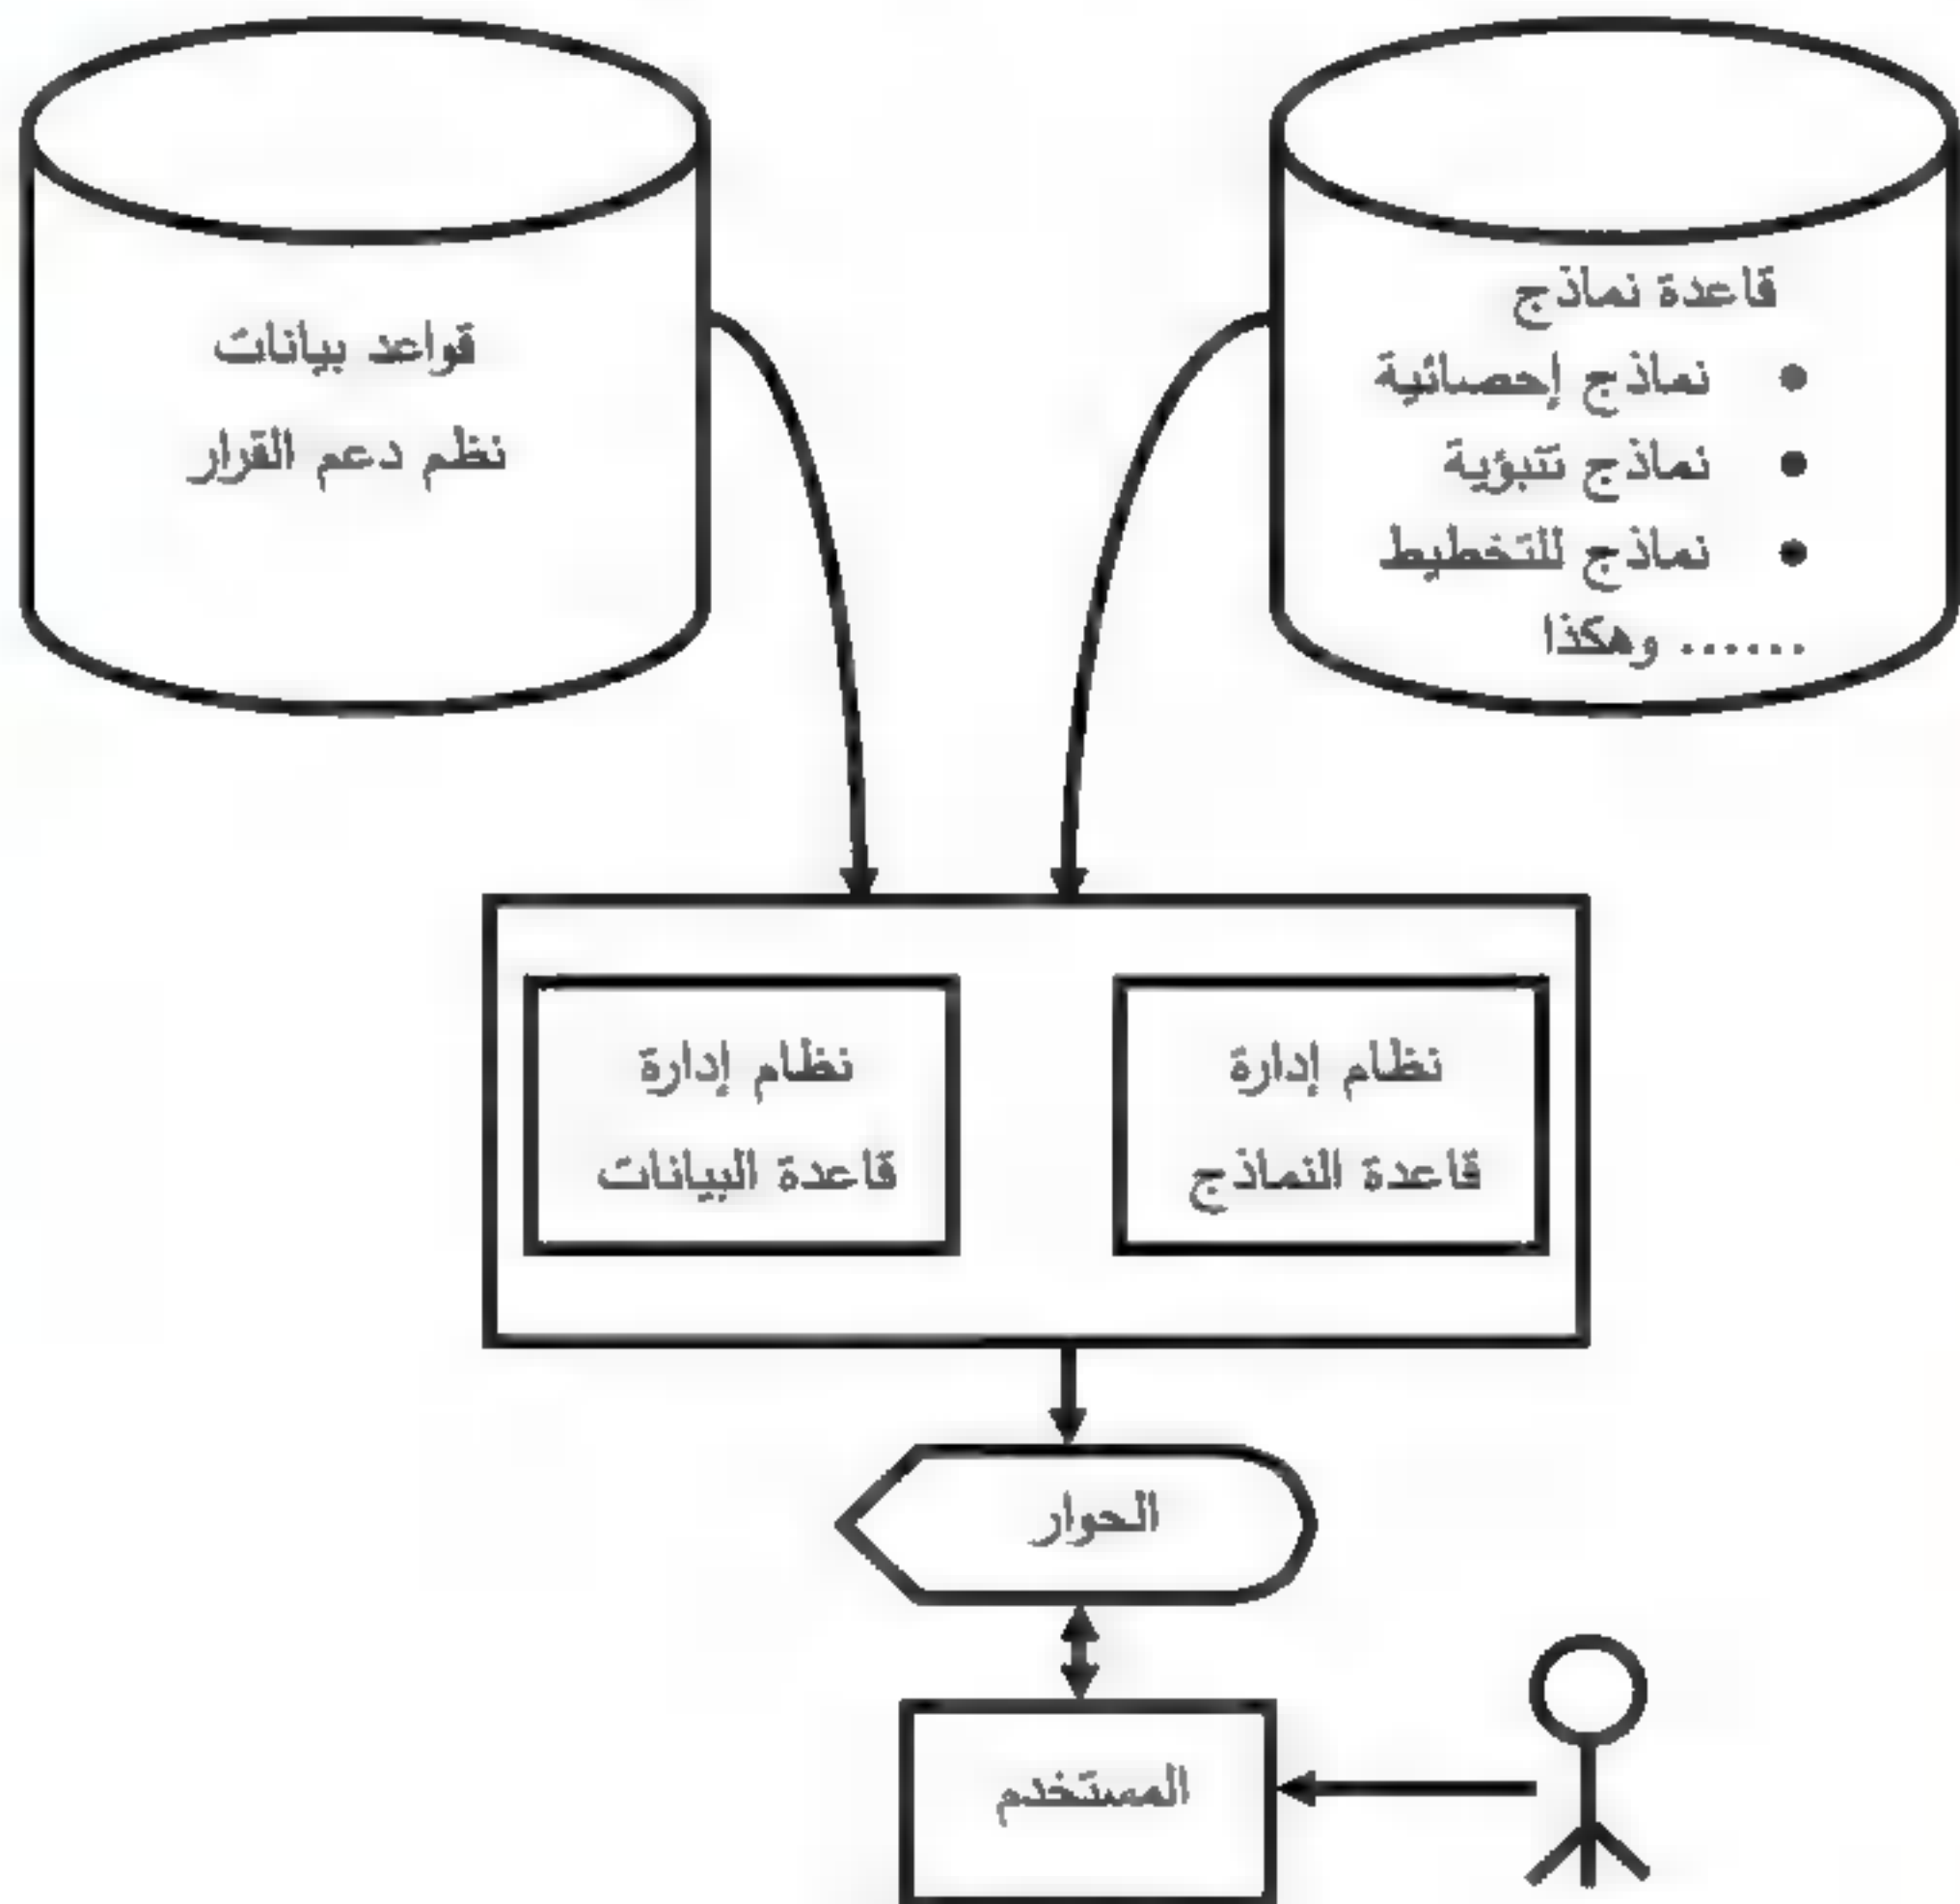 قاعدة نماذج
• نماذج إحصائية
• نماذج تتبؤية
• نماذج للتخطيط
...... وهكذا
قواعد بيانات
نظم دعم القرار
نظام إدارة
قاعدة النماذج
نظام إدارة
قاعدة البيانات
الحوار
المستخدم